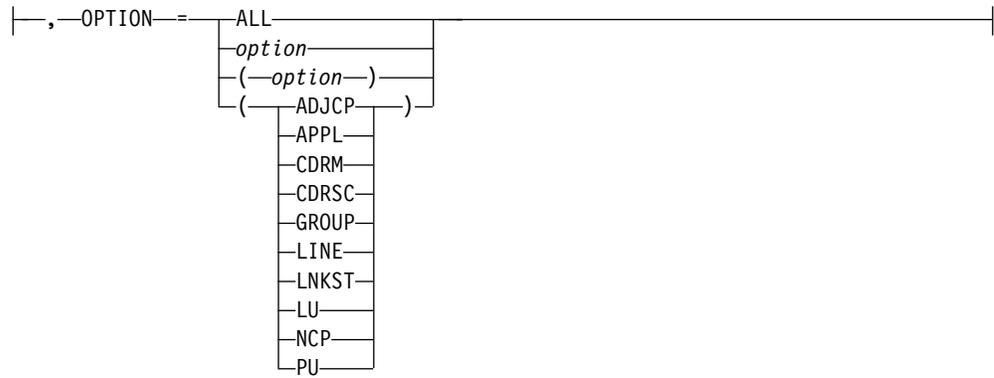 , OPTION = ALL
option
( option )
( ADJCP )
APPL
CDRM
CDRSC
GROUP
LINE
LNKST
LU
NCP
PU